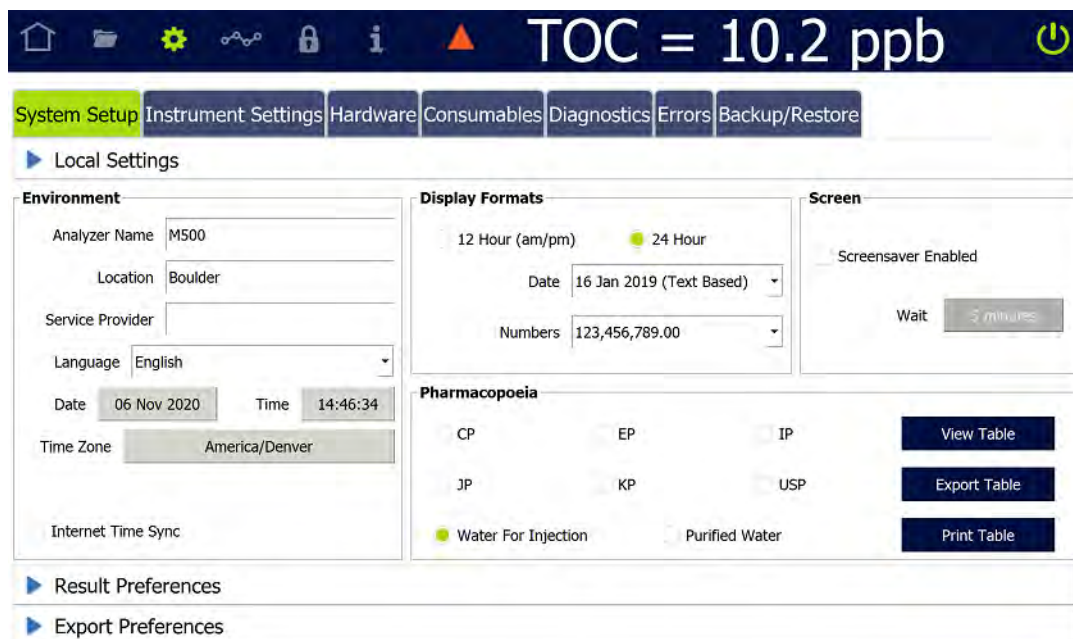 TOC = 10.2 ppb
System Setup Instrument Settings Hardware Consumables Diagnostics Errors Backup/Restore
Local Settings
Environment
Analyzer Name M500
Location Boulder
Service Provider
Language English
Date 06 Nov 2020 Time 14:46:34
Time Zone America/Denver
Internet Time Sync
Display Formats
12 Hour (am/pm) 24 Hour
Date 16 Jan 2019 (Text Based)
Numbers 123,456,789.00
Screen
Screensaver Enabled
Wait 5 minutes
Pharmacopoeia
CP EP IP View Table
JP KP USP Export Table
Water For Injection Purified Water Print Table
Result Preferences
Export Preferences